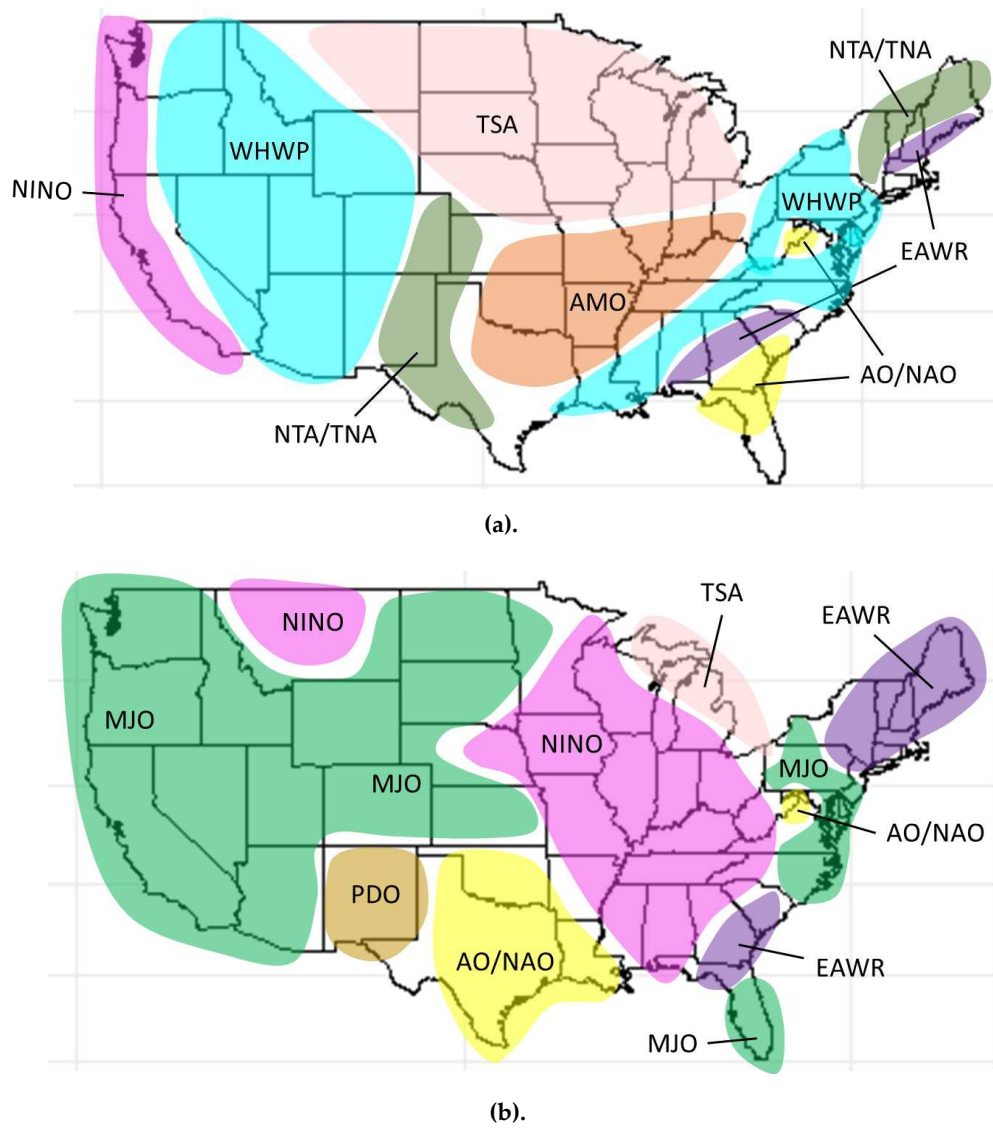 NTA/TNA
TSA
WHWP
NINO
WHWP
EAWR
AMO
AO/NAO
NTA/TNA
(a).
TSA
EAWR
NINO
MJO
NINO
MJO
MJO
AO/NAO
PDO
AO/NAO
EAWR
MJO
(b).